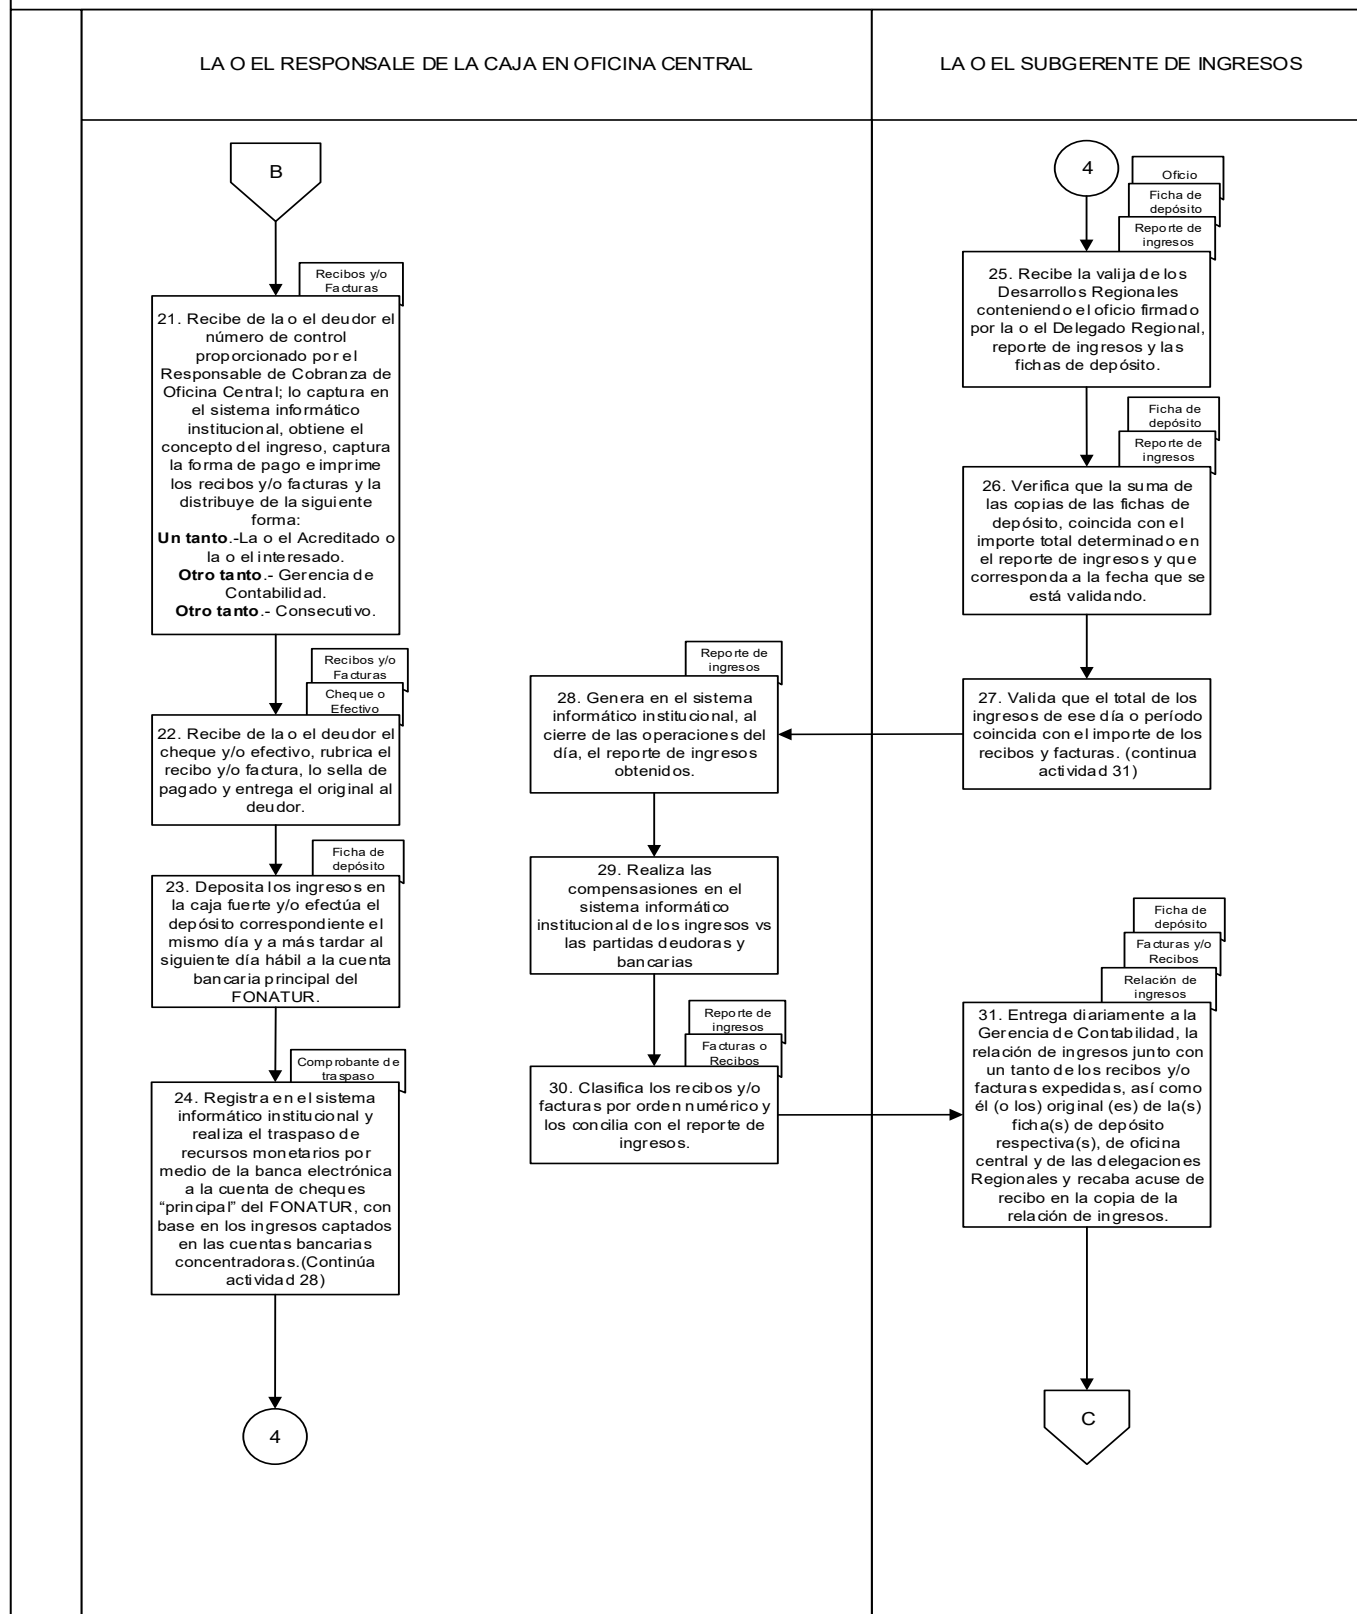 LA O EL RESPONSALE DE LA CAJA EN OFICINA CENTRAL
LA O EL SUBGERENTE DE INGRESOS
B
Recibos y/o
Facturas
21. Recibe de la o el deudor el
número de control
proporcionado por el
Responsable de Cobranza de
Oficina Central; lo captura en
el sistema informático
institucional, obtiene el
concepto del ingreso, captura
la forma de pago e imprime
los recibos y/o facturas y la
distribuye de la siguiente
forma:
Un tanto.-La o el Acreditado o
la o el interesado.
Otro tanto.- Gerencia de
Contabilidad.
Otro tanto.- Consecutivo.
Recibos y/o
Facturas
Cheque o
Efectivo
22. Recibe de la o el deudor el
cheque y/o efectivo, rubrica el
recibo y/o factura, lo sella de
pagado y entrega el original al
deudor.
Ficha de
depósito
23. Deposita los ingresos en
la caja fuerte y/o efectúa el
depósito correspondiente el
mismo día y a más tardar al
siguiente día hábil a la cuenta
bancaria principal del
FONATUR.
Comprobante de
traspaso
24. Registra en el sistema
informático institucional y
realiza el traspaso de
recursos monetarios por
medio de la banca electrónica
a la cuenta de cheques
“principal” del FONATUR, con
base en los ingresos captados
en las cuentas bancarias
concentradoras.(Continúa
actividad 28)
4
4
Oficio
Ficha de
depósito
Reporte de
ingresos
25. Recibe la valija de los
Desarrollos Regionales
conteniendo el oficio firmado
por la o el Delegado Regional,
reporte de ingresos y las
fichas de depósito.
Ficha de
depósito
Reporte de
ingresos
26. Verifica que la suma de
las copias de las fichas de
depósito, coincida con el
importe total determinado en
el reporte de ingresos y que
corresponda a la fecha que se
está validando.
27. Valida que el total de los
ingresos de ese día o período
coincida con el importe de los
recibos y facturas. (continua
actividad 31)
Reporte de
ingresos
28. Genera en el sistema
informático institucional, al
cierre de las operaciones del
día, el reporte de ingresos
obtenidos.
29. Realiza las
compensasiones en el
sistema informático
institucional de los ingresos vs
las partidas deudoras y
bancarias
Reporte de
ingresos
Facturas o
Recibos
30. Clasifica los recibos y/o
facturas por orden numérico y
los concilia con el reporte de
ingresos.
Ficha de
depósito
Facturas y/o
Recibos
Relación de
ingresos
31. Entrega diariamente a la
Gerencia de Contabilidad, la
relación de ingresos junto con
un tanto de los recibos y/o
facturas expedidas, así como
él (o los) original (es) de la(s)
ficha(s) de depósito
respectiva(s), de oficina
central y de las delegaciones
Regionales y recaba acuse de
recibo en la copia de la
relación de ingresos.
C